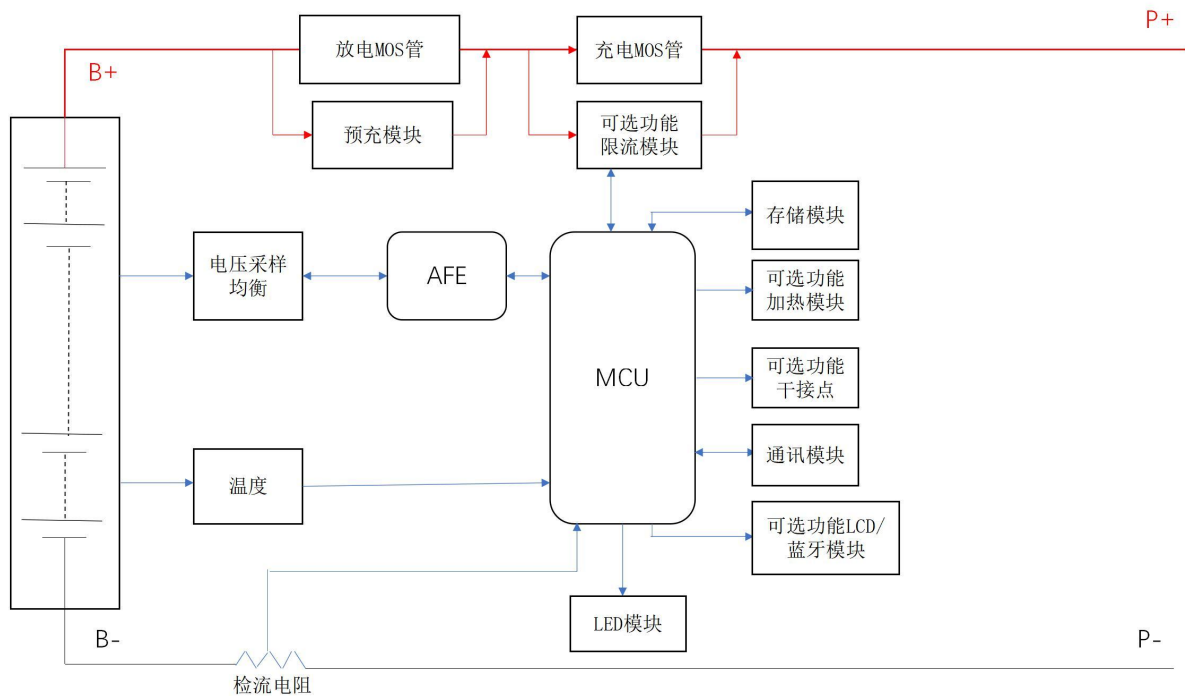 P+
放电MOS管
充电MOS管
B+
预充模块
可选功能
限流模块
存储模块
电压采样
均衡
AFE
可选功能
加热模块
MCU
可选功能
干接点
通讯模块
温度
可选功能LCD/
蓝牙模块
LED模块
B-
P-
检流电阻